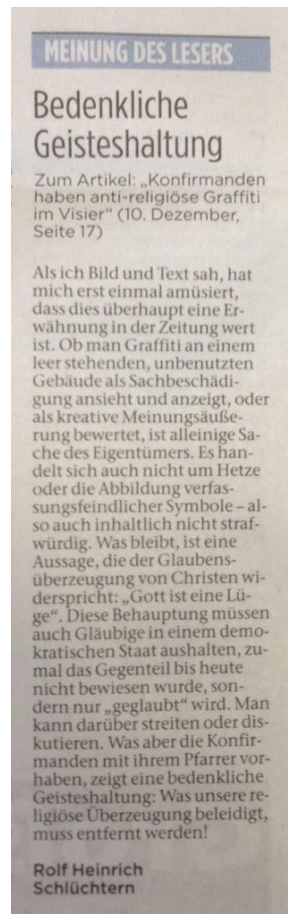 MEINUNG DES LESERS
Bedenkliche
Geisteshaltung
Zum Artikel: „Konfirmanden
haben anti-religiöse Graffiti
im Visier“ (10. Dezember,
Seite 17)
Als ich Bild und Text sah, hat
mich erst einmal amüsiert,
dass dies überhaupt eine Er-
wähnung in der Zeitung wert
ist. Ob man Graffiti an einem
leer stehenden, unbenutzten
Gebäude als Sachbeschädi-
gung ansieht und anzeigt, oder
als kreative Meinungsäuße-
rung bewertet, ist alleinige Sa-
che des Eigentümers. Es han-
delt sich auch nicht um Hetze
oder die Abbildung verfas-
sungsfeindlicher Symbole – al-
so auch inhaltlich nicht straf-
würdig. Was bleibt, ist eine
Aussage, die der Glaubens-
überzeugung von Christen wi-
derspricht: „Gott ist eine Lü-
ge“. Diese Behauptung müssen
auch Gläubige in einem demo-
kratischen Staat aushalten, zu-
mal das Gegenteil bis heute
nicht bewiesen wurde, son-
dern nur „geglaubt“ wird. Man
kann darüber streiten oder dis-
kutieren. Was aber die Konfir-
manden mit ihrem Pfarrer vor-
haben, zeigt eine bedenkliche
Geisteshaltung: Was unsere re-
ligiöse Überzeugung beleidigt,
muss entfernt werden!
Rolf Heinrich
Schlüchtern